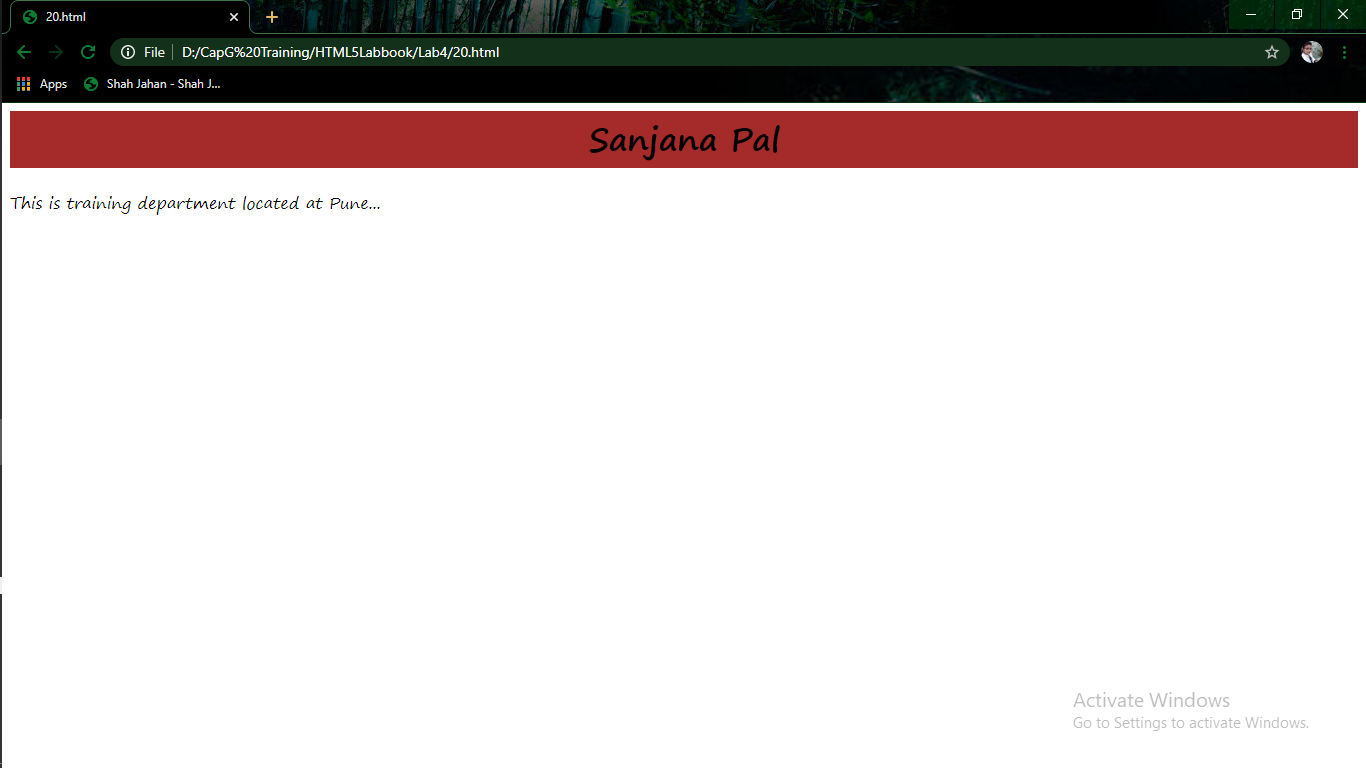 20.html
File D:/CapG%20Training/HTML5Labbook/Lab4/20.html
Apps Shah Jahan - Shah J...
Sanjana Pal
This is training department located at Pune...
Activate Windows
Go to Settings to activate Windows.